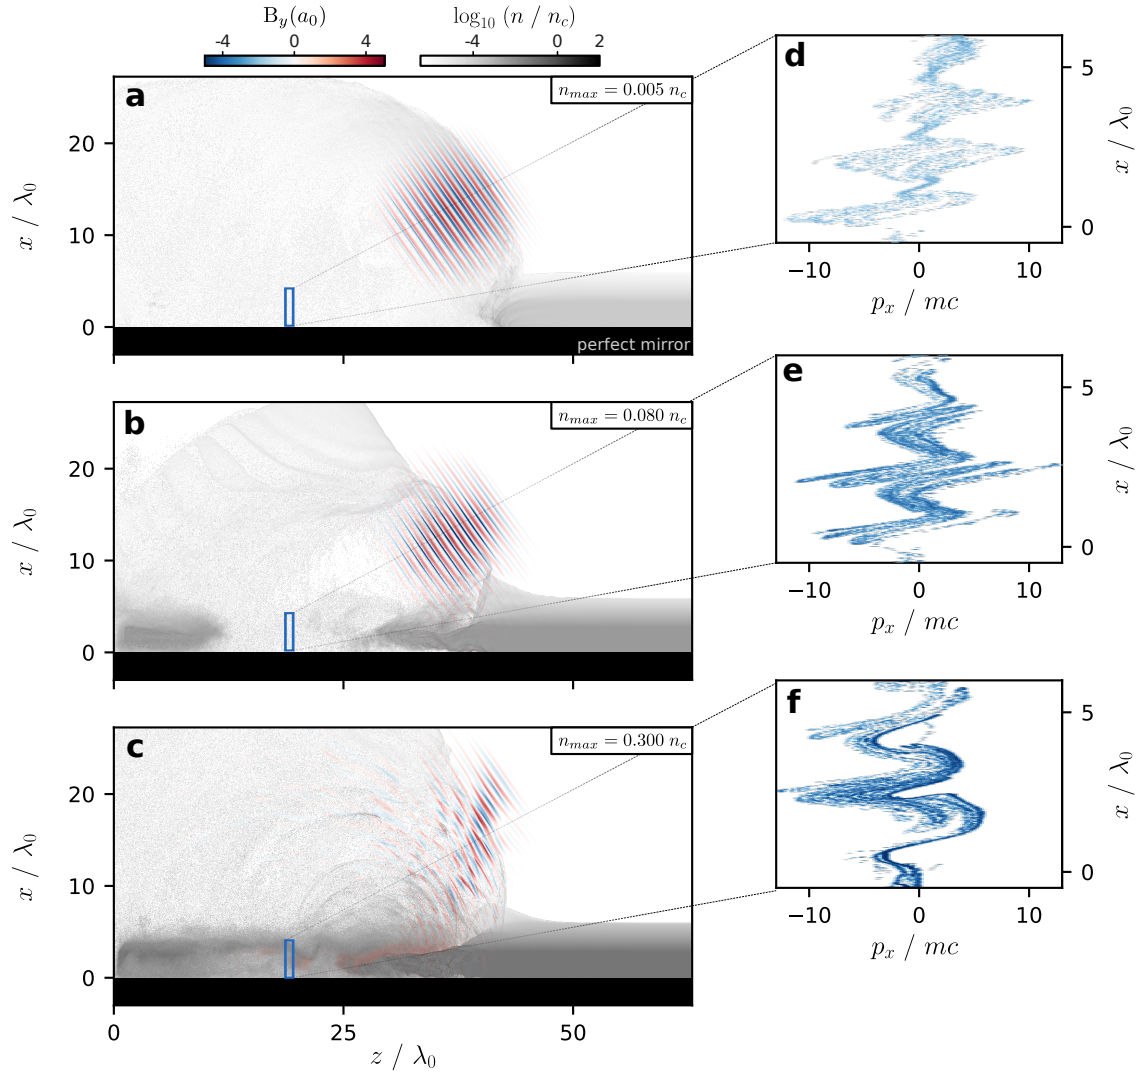 B_y(a_0)
log_10 (n / n_c)
-4 0 4
-4 0 2
a
n_max = 0.005 n_c
20
10
0
x / λ_0
perfect mirror
d
5
0
x / λ_0
−10 0 10
p_x / mc
b
n_max = 0.080 n_c
20
10
0
x / λ_0
e
5
0
x / λ_0
−10 0 10
p_x / mc
c
n_max = 0.300 n_c
20
10
0
x / λ_0
0 25 50
z / λ_0
f
5
0
x / λ_0
−10 0 10
p_x / mc